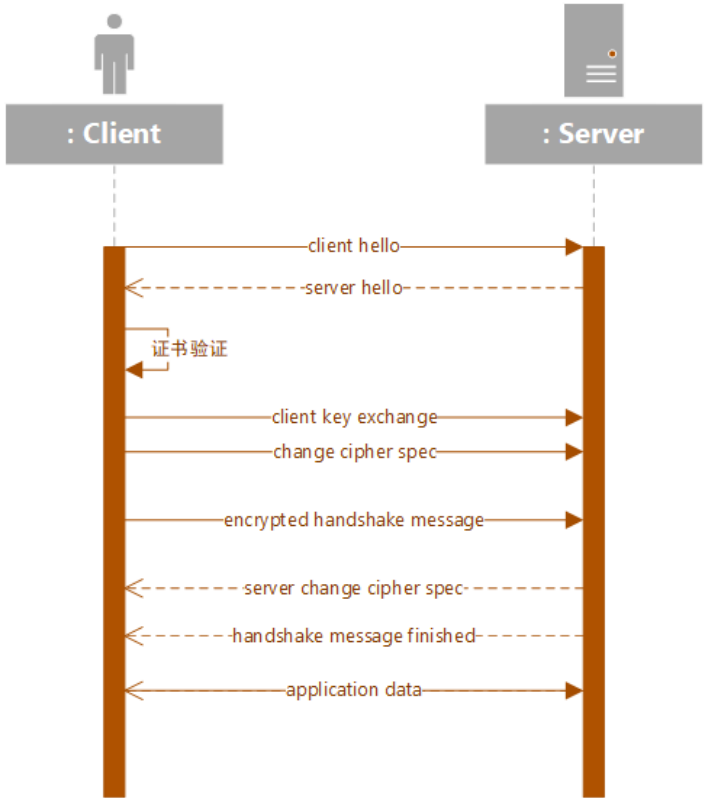 : Client
: Server
client hello
server hello
证书验证
client key exchange
change cipher spec
encrypted handshake message
server change cipher spec
handshake message finished
application data